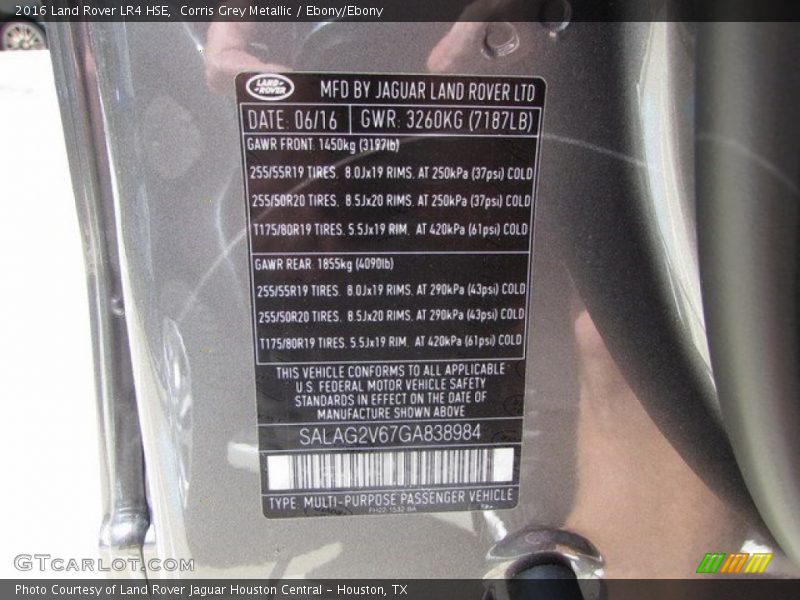 2016 Land Rover LR4 HSE, Corris Grey Metallic / Ebony/Ebony
LAND-
-ROVER
MFD BY JAGUAR LAND ROVER LTD
DATE: 06/16 GWR: 3260KG (7187LB)
GAWR FRONT 1450kg (3197lb)
255/55R19 TIRES. 8.0Jx19 RIMS. AT 250kPa (37psi) COLD
255/50R20 TIRES. 8.5Jx20 RIMS. AT 250kPa (37psi) COLD
T175/80R19 TIRES. 5.5Jx19 RIM. AT 420kPa (61psi) COLD
GAWR REAR 1855kg (4090lb)
255/55R19 TIRES. 8.0Jx19 RIMS. AT 290kPa (43psi) COLD
255/50R20 TIRES. 8.5Jx20 RIMS. AT 290kPa (43psi) COLD
T175/80R19 TIRES. 5.5Jx19 RIM. AT 420kPa (61psi) COLD
THIS VEHICLE CONFORMS TO ALL APPLICABLE
U.S. FEDERAL MOTOR VEHICLE SAFETY
STANDARDS IN EFFECT ON THE DATE OF
MANUFACTURE SHOWN ABOVE
SALAG2V67GA838984
TYPE: MULTI-PURPOSE PASSENGER VEHICLE
GTCarLot.com
Photo Courtesy of Land Rover Jaguar Houston Central - Houston, TX